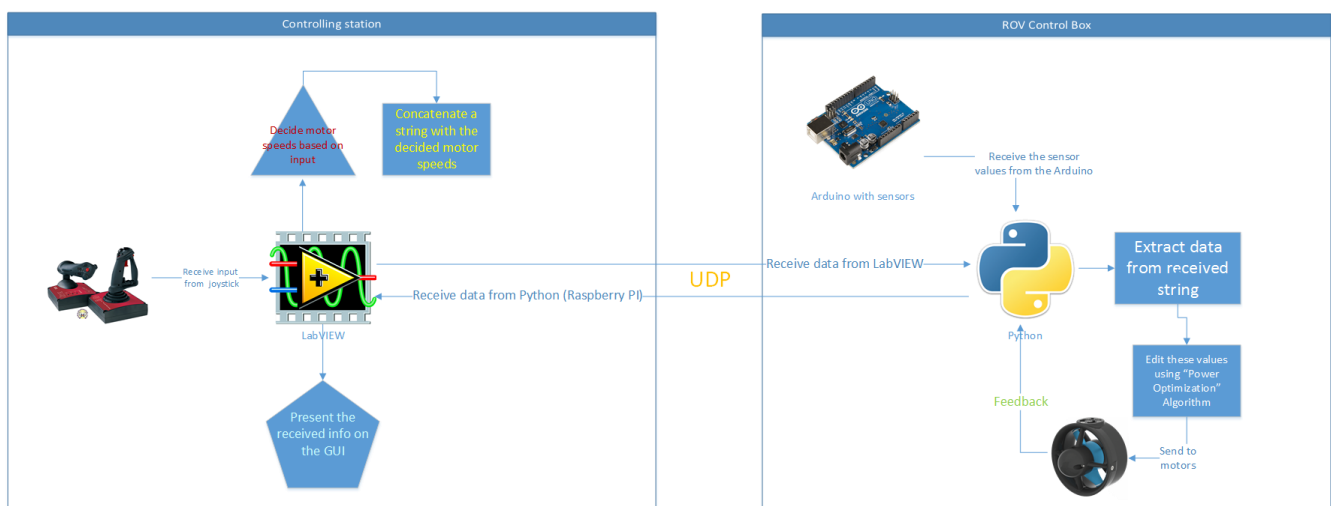 Controlling station
Decide motor
speeds based on
input
Concatenate a
string with the
decided motor
speeds
Receive input
from joystick
LabVIEW
Present the
received info on
the GUI
Receive data from LabVIEW
UDP
Receive data from Python (Raspberry PI)
ROV Control Box
Arduino with sensors
Receive the sensor
values from the Arduino
Python
Extract data
from received
string
Edit these values
using “Power
Optimization”
Algorithm
Send to
motors
Feedback